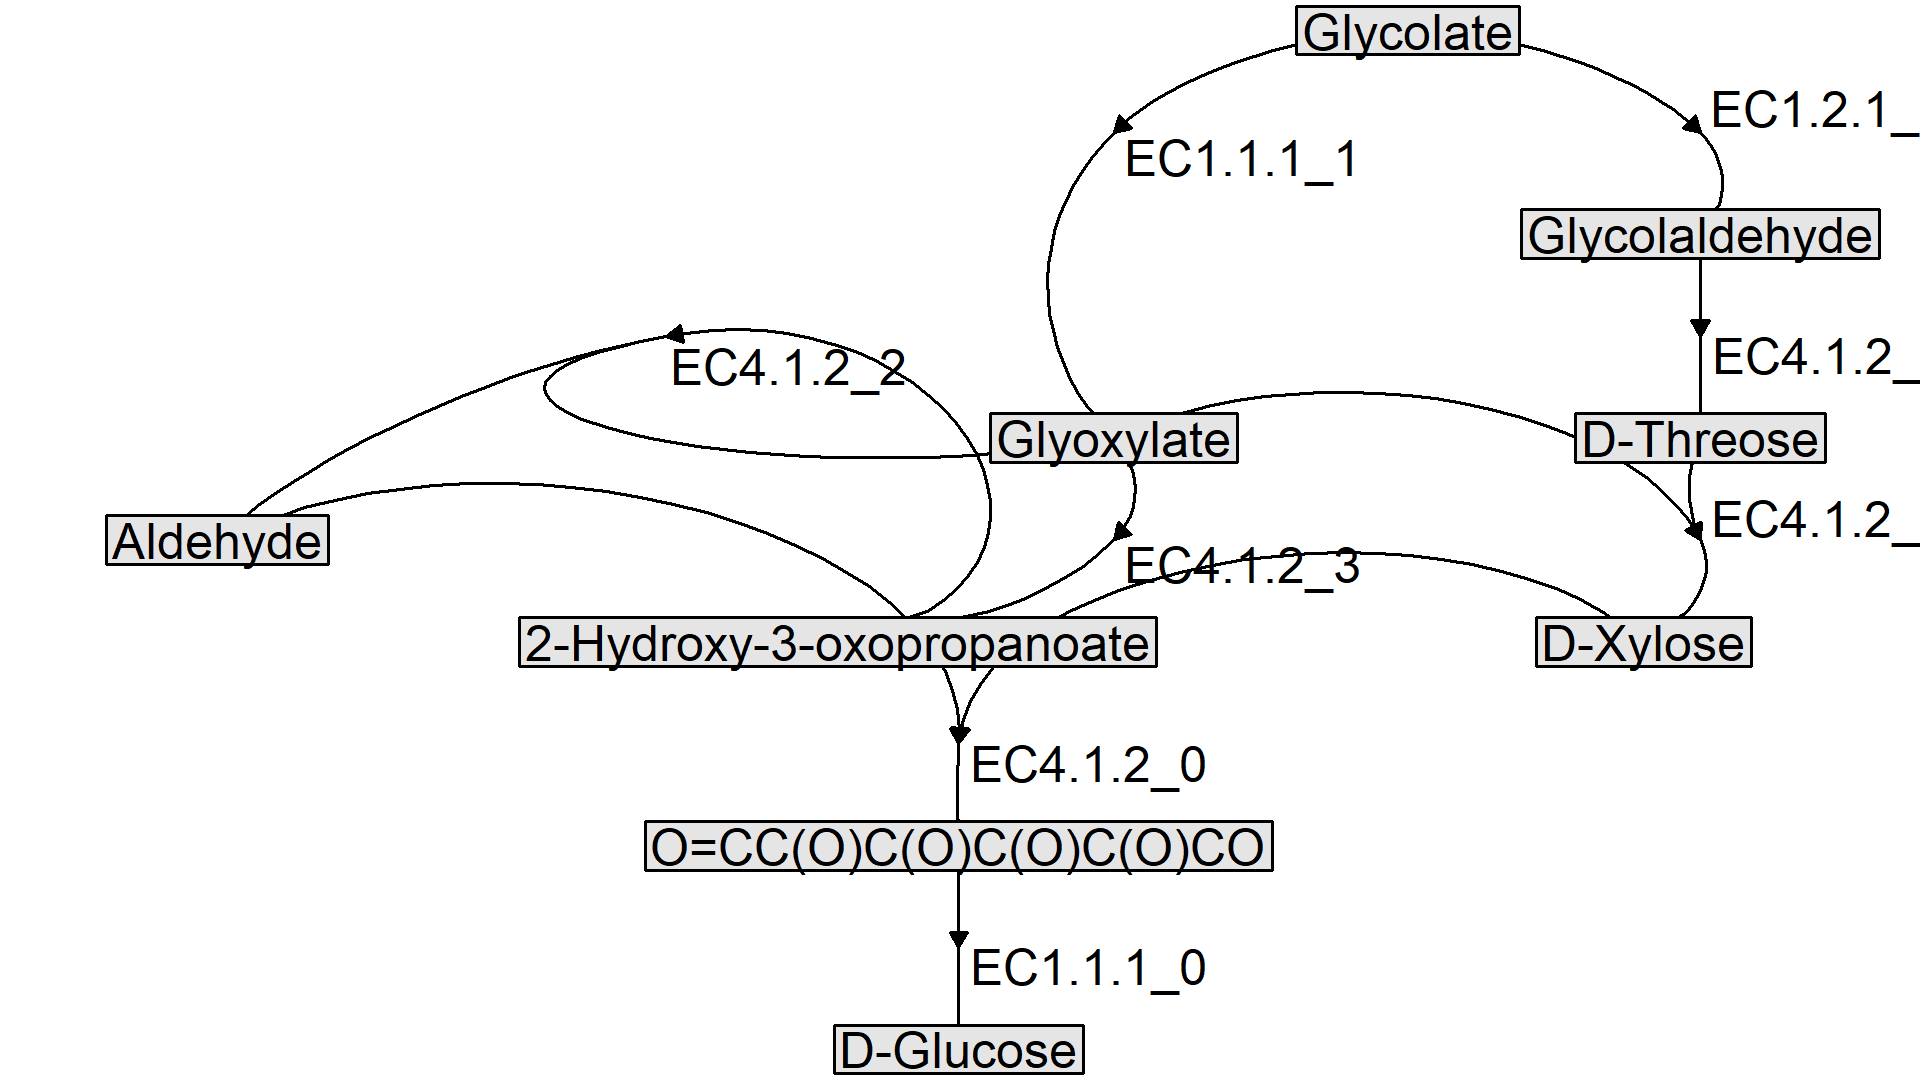 Glycolate
EC1.2.1_
EC1.1.1_1
Glycolaldehyde
EC4.1.2_2
EC4.1.2_
Glyoxylate
D-Threose
Aldehyde
EC4.1.2_
EC4.1.2_3
2-Hydroxy-3-oxopropanoate
D-Xylose
EC4.1.2_0
O=CC(O)C(O)C(O)C(O)CO
EC1.1.1_0
D-Glucose